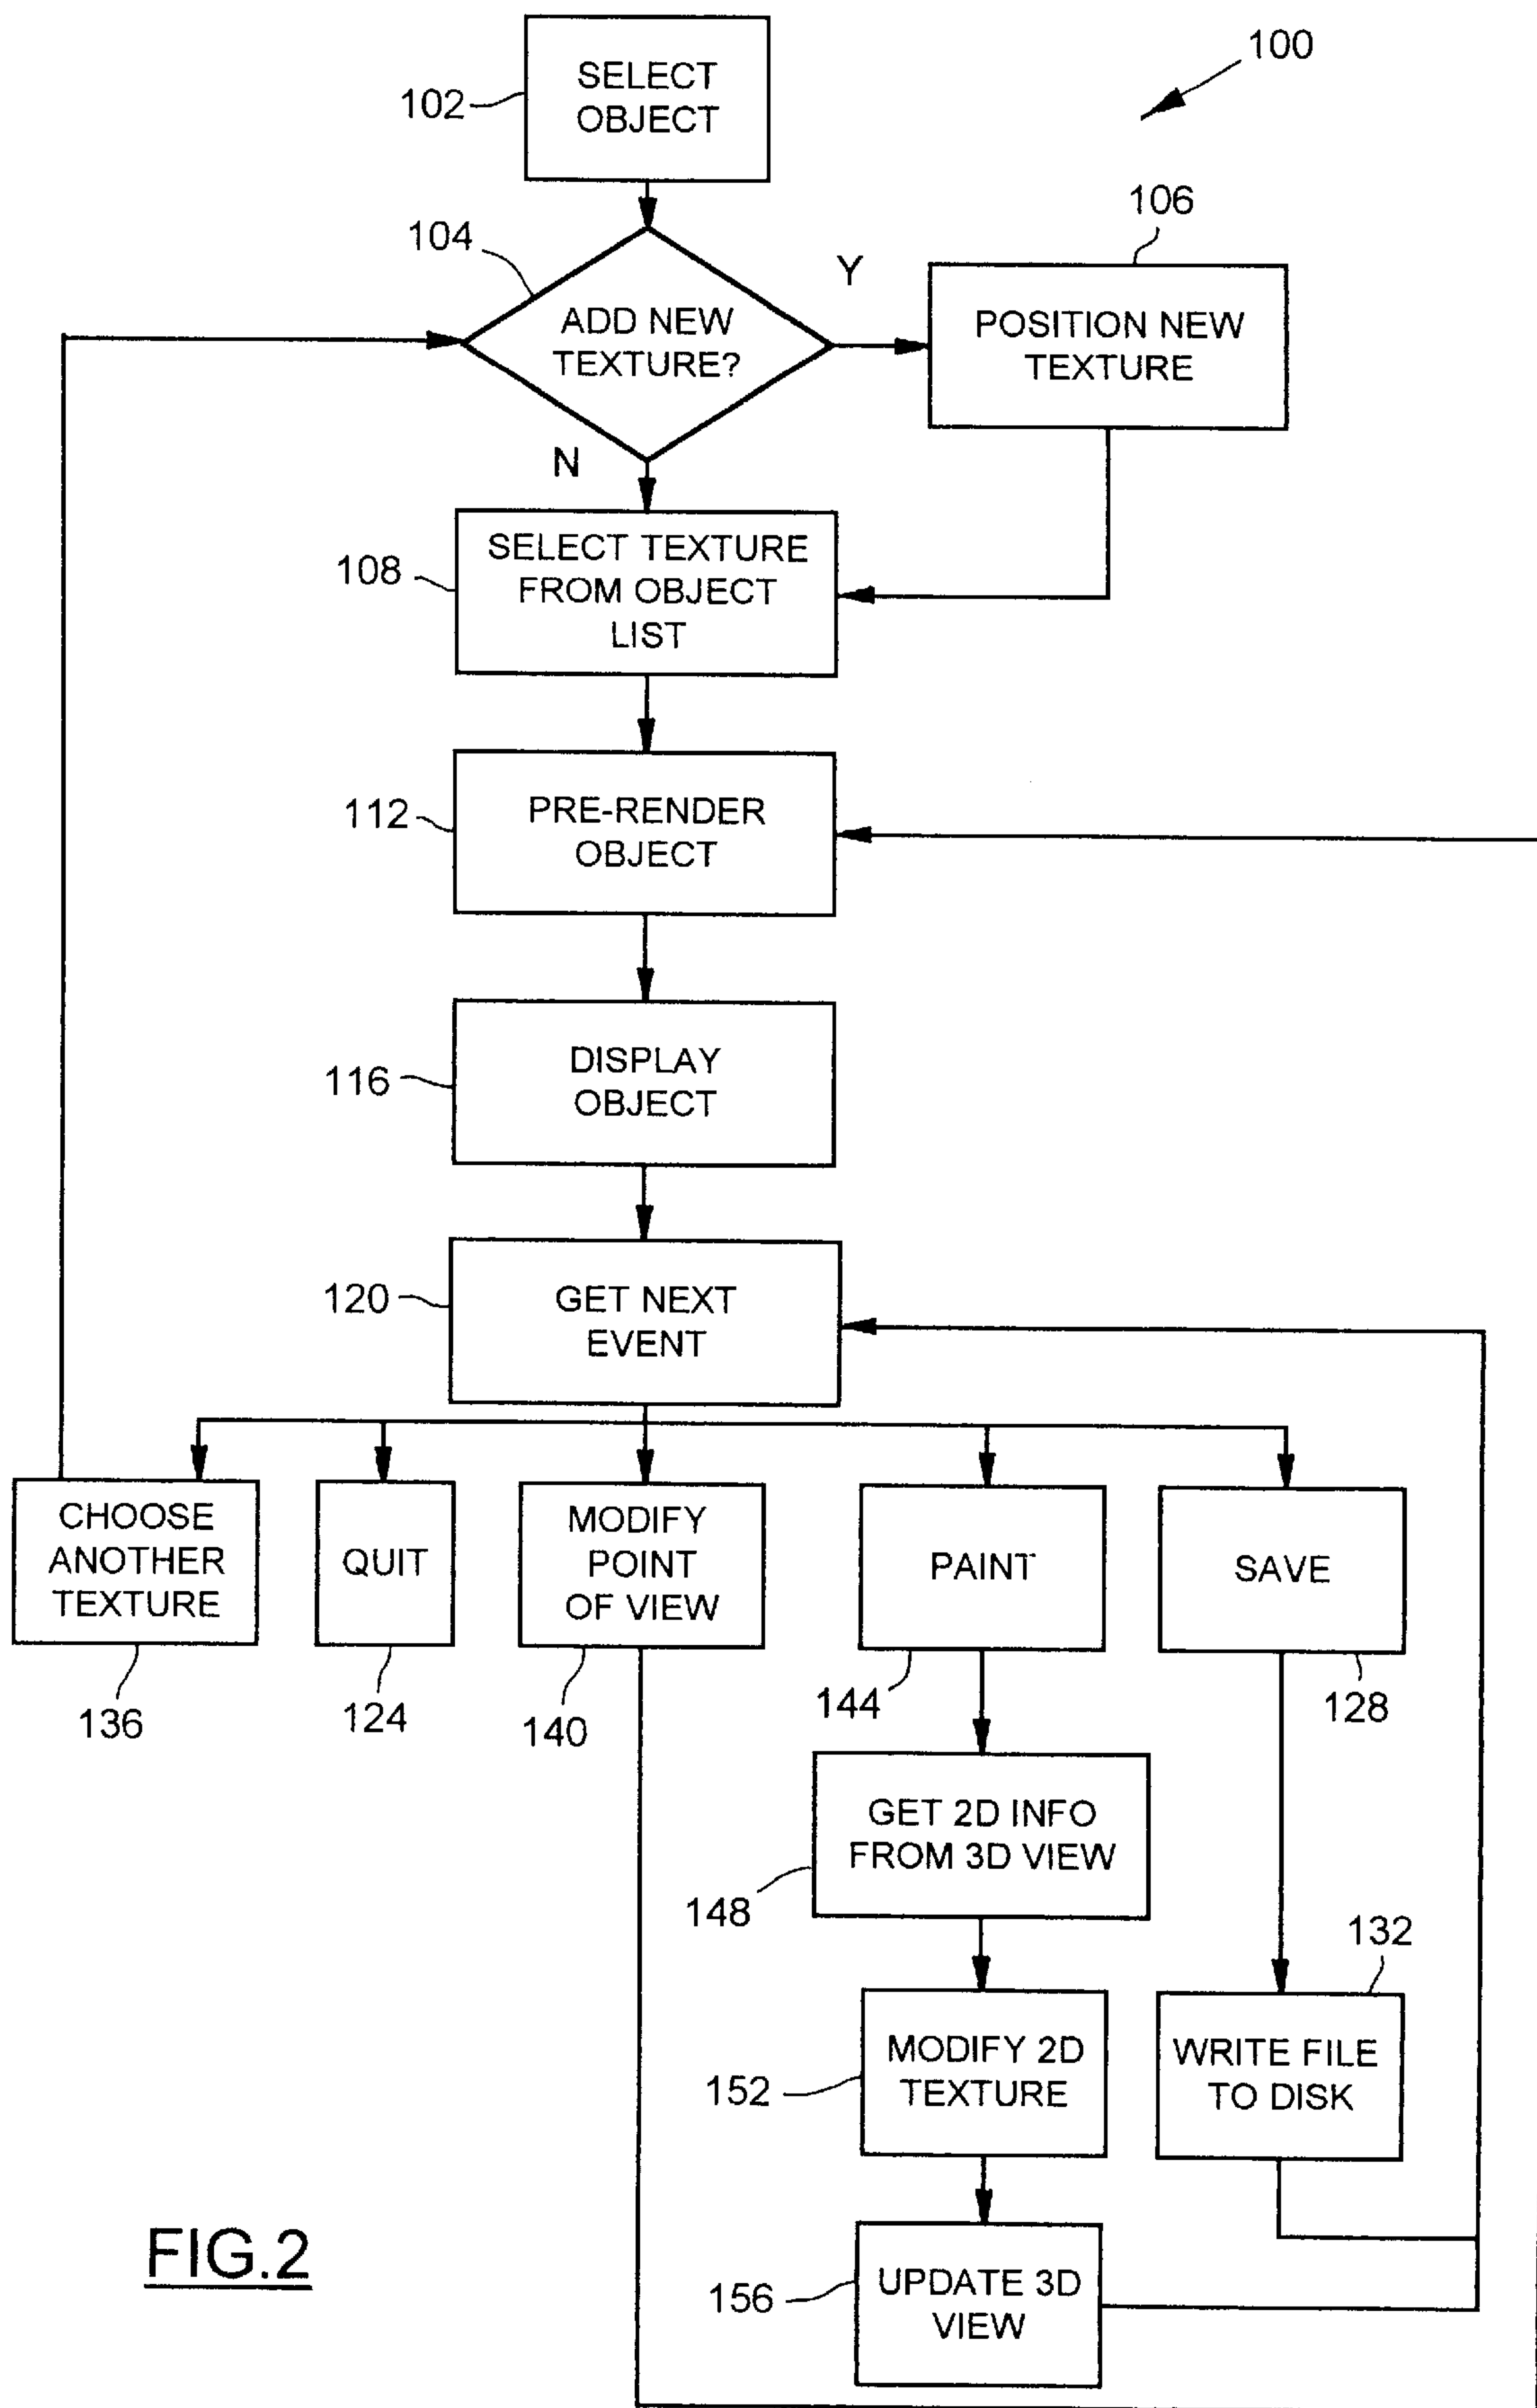 100
SELECT
OBJECT
102
106
104
Y
ADD NEW
TEXTURE?
POSITION NEW
TEXTURE
N
SELECT TEXTURE
FROM OBJECT
LIST
108
PRE-RENDER
OBJECT
112
DISPLAY
OBJECT
116
GET NEXT
EVENT
120
CHOOSE
ANOTHER
TEXTURE
QUIT
MODIFY
POINT
OF VIEW
PAINT
SAVE
136
124
140
144
128
GET 2D INFO
FROM 3D VIEW
148
132
MODIFY 2D
TEXTURE
152
WRITE FILE
TO DISK
UPDATE 3D
VIEW
156
FIG.2